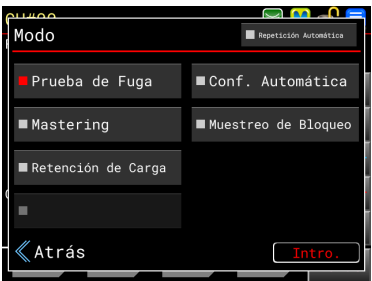 Modo
Repetición Automática
Prueba de Fuga
Conf. Automática
Mastering
Muestreo de Bloqueo
Retención de Carga
Atrás
Intro.